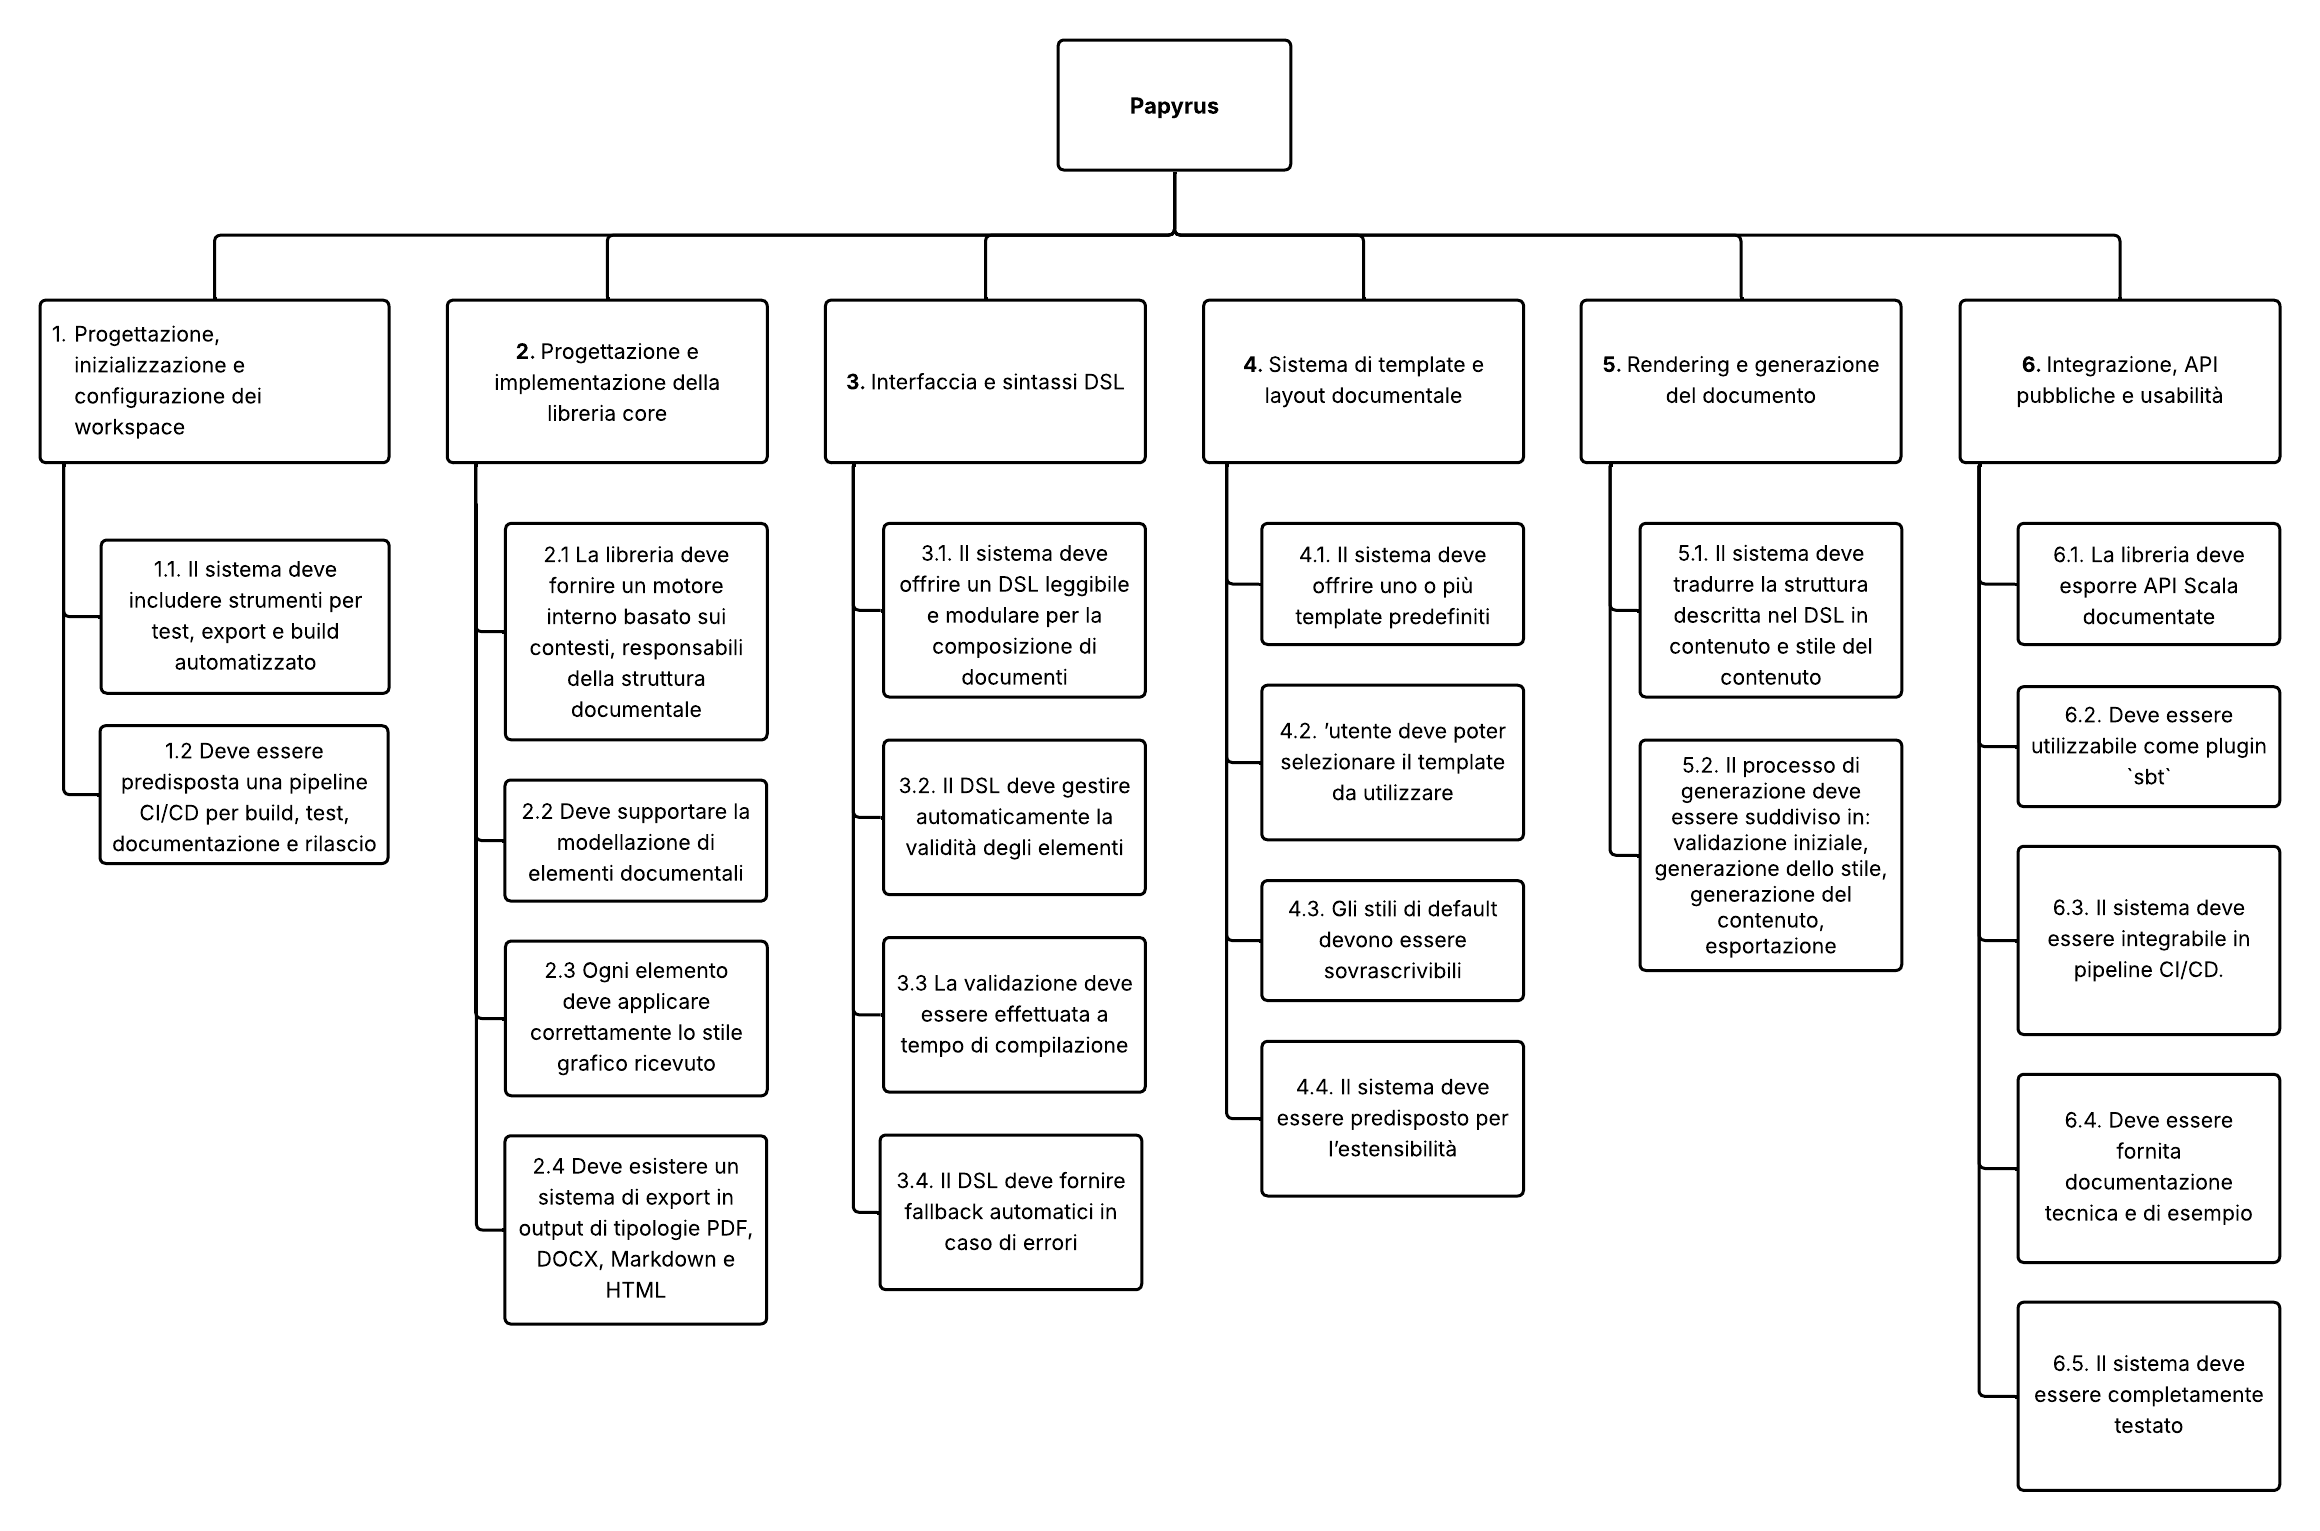 Papyrus
1. Progettazione,
inizializzazione e
configurazione dei
workspace
1.1. Il sistema deve
includere strumenti per
test, export e build
automatizzato
1.2 Deve essere
predisposta una pipeline
CI/CD per build, test,
documentazione e rilascio
2. Progettazione e
implementazione della
libreria core
2.1 La libreria deve
fornire un motore
interno basato sui
contesti, responsabili
della struttura
documentale
2.2 Deve supportare la
modellazione di
elementi documentali
2.3 Ogni elemento
deve applicare
correttamente lo stile
grafico ricevuto
2.4 Deve esistere un
sistema di export in
output di tipologie PDF,
DOCX, Markdown e
HTML
3. Interfaccia e sintassi DSL
3.1. Il sistema deve
offrire un DSL leggibile
e modulare per la
composizione di
documenti
3.2. Il DSL deve gestire
automaticamente la
validità degli elementi
3.3 La validazione deve
essere effettuata a
tempo di compilazione
3.4. Il DSL deve fornire
fallback automatici in
caso di errori
4. Sistema di template e
layout documentale
4.1. Il sistema deve
offrire uno o più
template predefiniti
4.2. ’utente deve poter
selezionare il template
da utilizzare
4.3. Gli stili di default
devono essere
sovrascrivibili
4.4. Il sistema deve
essere predisposto per
l’estensibilità
5. Rendering e generazione
del documento
5.1. Il sistema deve
tradurre la struttura
descritta nel DSL in
contenuto e stile del
contenuto
5.2. Il processo di
generazione deve
essere suddiviso in:
validazione iniziale,
generazione dello stile,
generazione del
contenuto,
esportazione
6. Integrazione, API
pubbliche e usabilità
6.1. La libreria deve
esporre API Scala
documentate
6.2. Deve essere
utilizzabile come plugin
`sbt`
6.3. Il sistema deve
essere integrabile in
pipeline CI/CD.
6.4. Deve essere
fornita
documentazione
tecnica e di esempio
6.5. Il sistema deve
essere completamente
testato